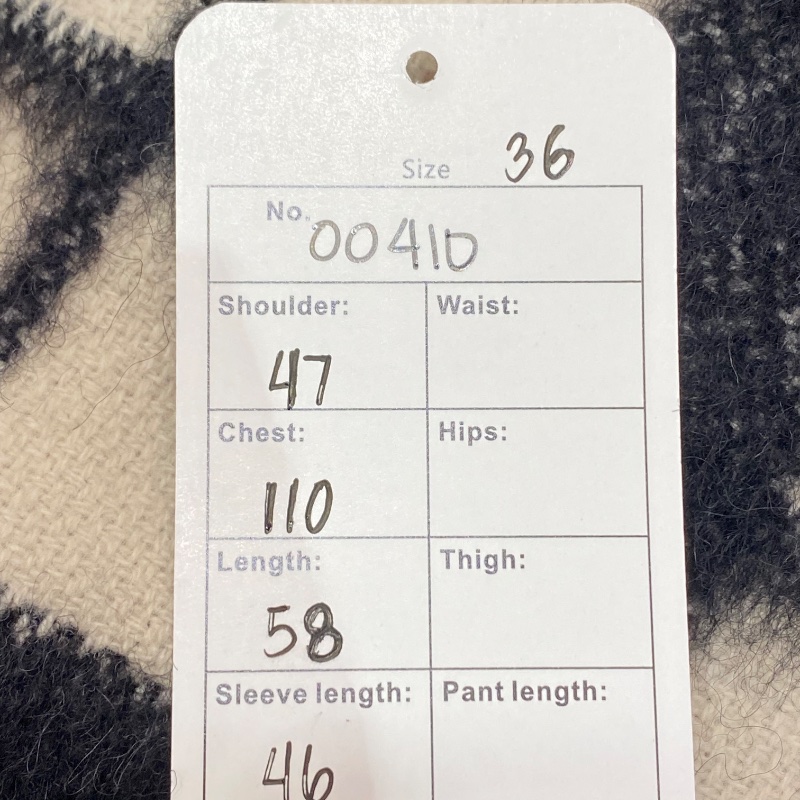 Size 36
No. 00410
Shoulder: Waist:
47
Chest: Hips:
110
Length: Thigh:
58
Sleeve length: Pant length:
46